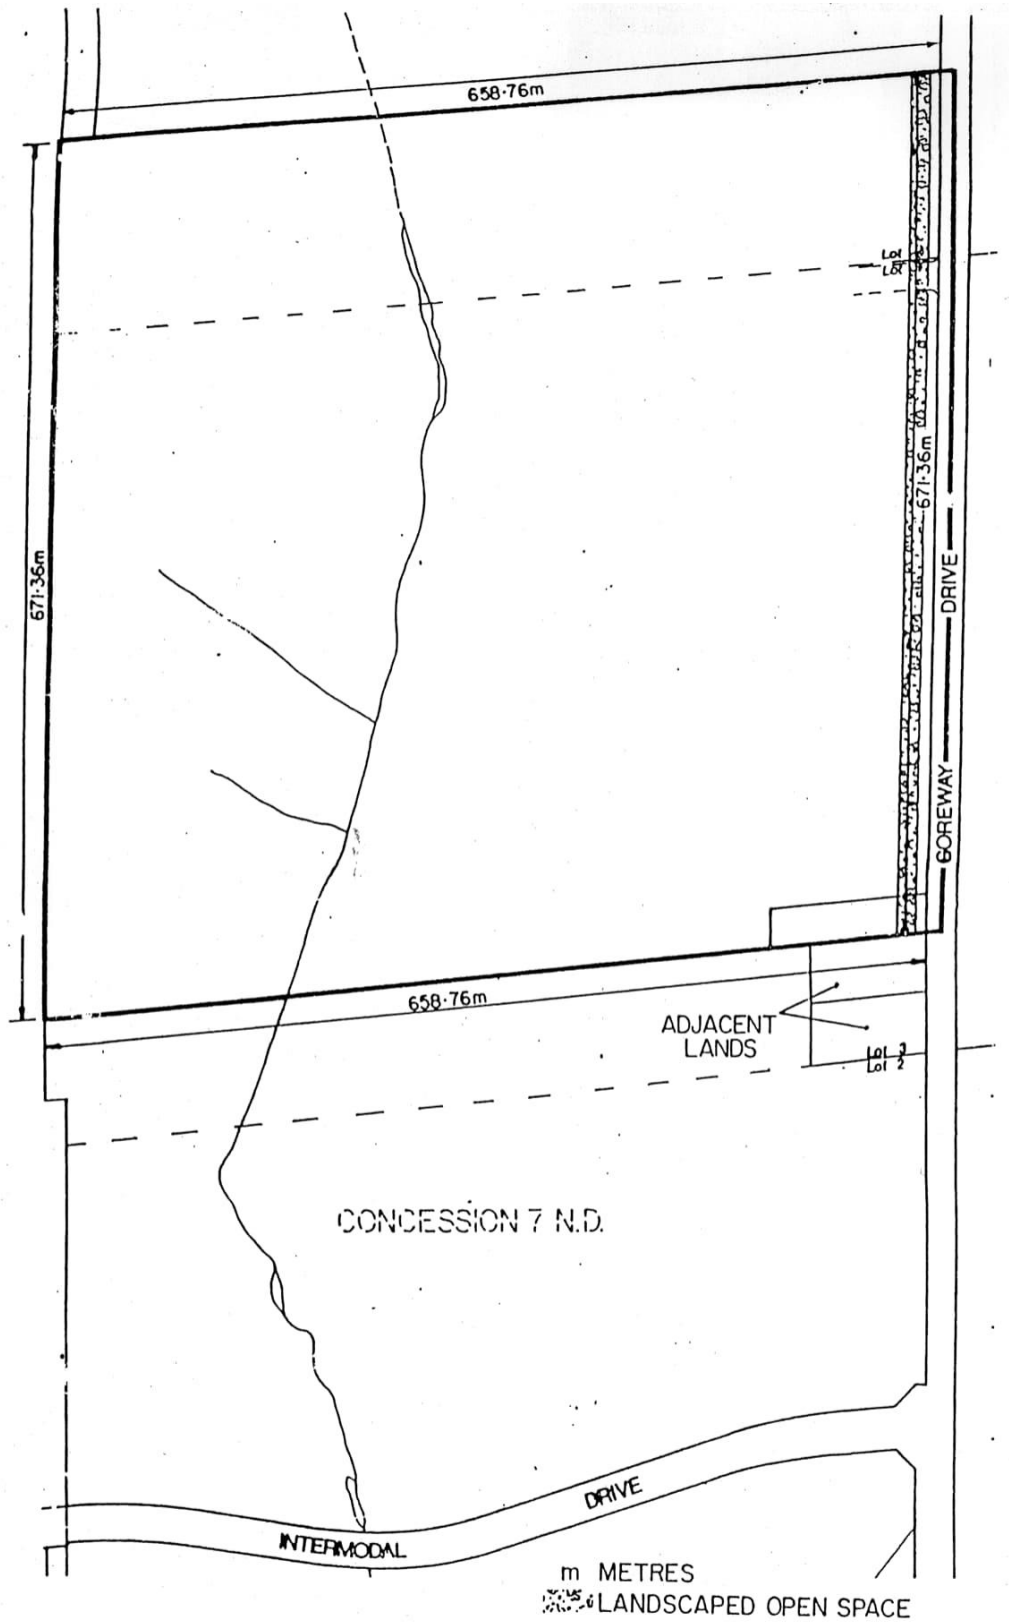 658·76m
Lot
Lot
671·36m
671·36m
GOREWAY DRIVE
658·76m
ADJACENT
LANDS
Lot 3
Lot 2
CONCESSION 7 N.D.
INTERMODAL DRIVE
m METRES
LANDSCAPED OPEN SPACE